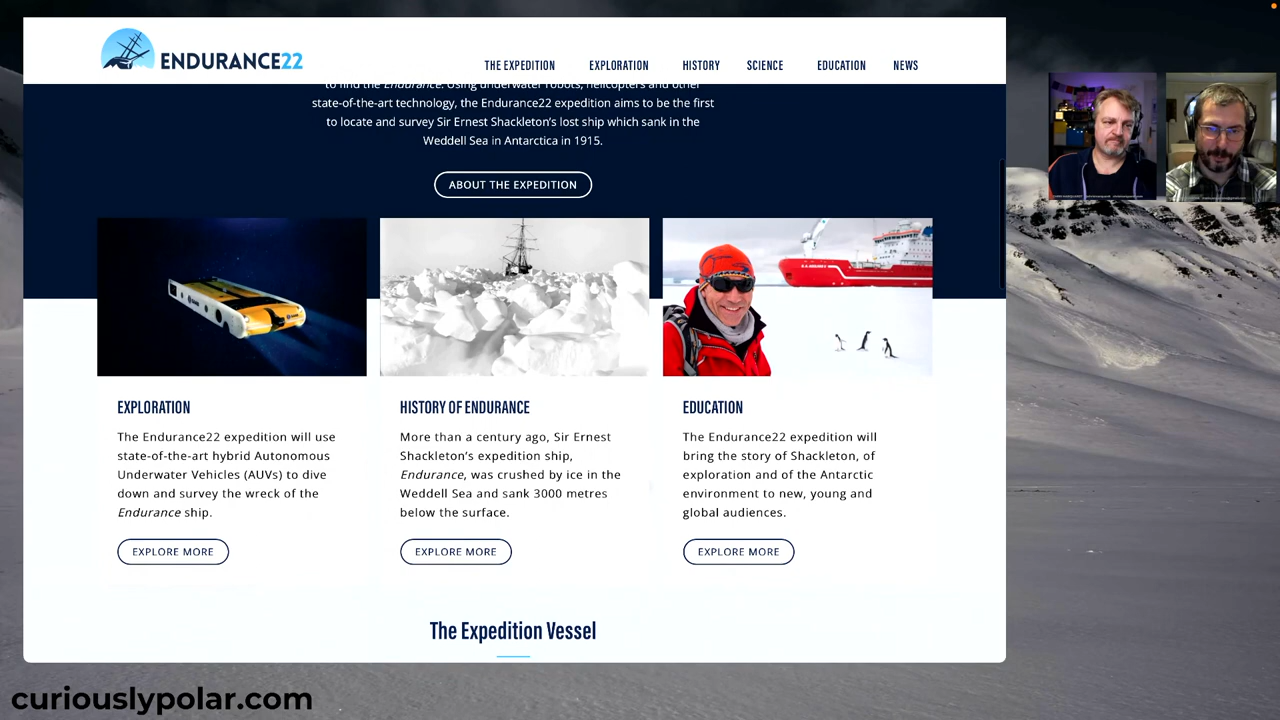 ENDURANCE22
THE EXPEDITION EXPLORATION HISTORY SCIENCE EDUCATION NEWS
to find the Endurance. Using underwater robots, helicopters and other
state-of-the-art technology, the Endurance22 expedition aims to be the first
to locate and survey Sir Ernest Shackleton's lost ship which sank in the
Weddell Sea in Antarctica in 1915.
ABOUT THE EXPEDITION
EXPLORATION
The Endurance22 expedition will use
state-of-the-art hybrid Autonomous
Underwater Vehicles (AUVs) to dive
down and survey the wreck of the
Endurance ship.
EXPLORE MORE
HISTORY OF ENDURANCE
More than a century ago, Sir Ernest
Shackleton's expedition ship,
Endurance, was crushed by ice in the
Weddell Sea and sank 3000 metres
below the surface.
EXPLORE MORE
EDUCATION
The Endurance22 expedition will
bring the story of Shackleton, of
exploration and of the Antarctic
environment to new, young and
global audiences.
EXPLORE MORE
The Expedition Vessel
curiouslypolar.com